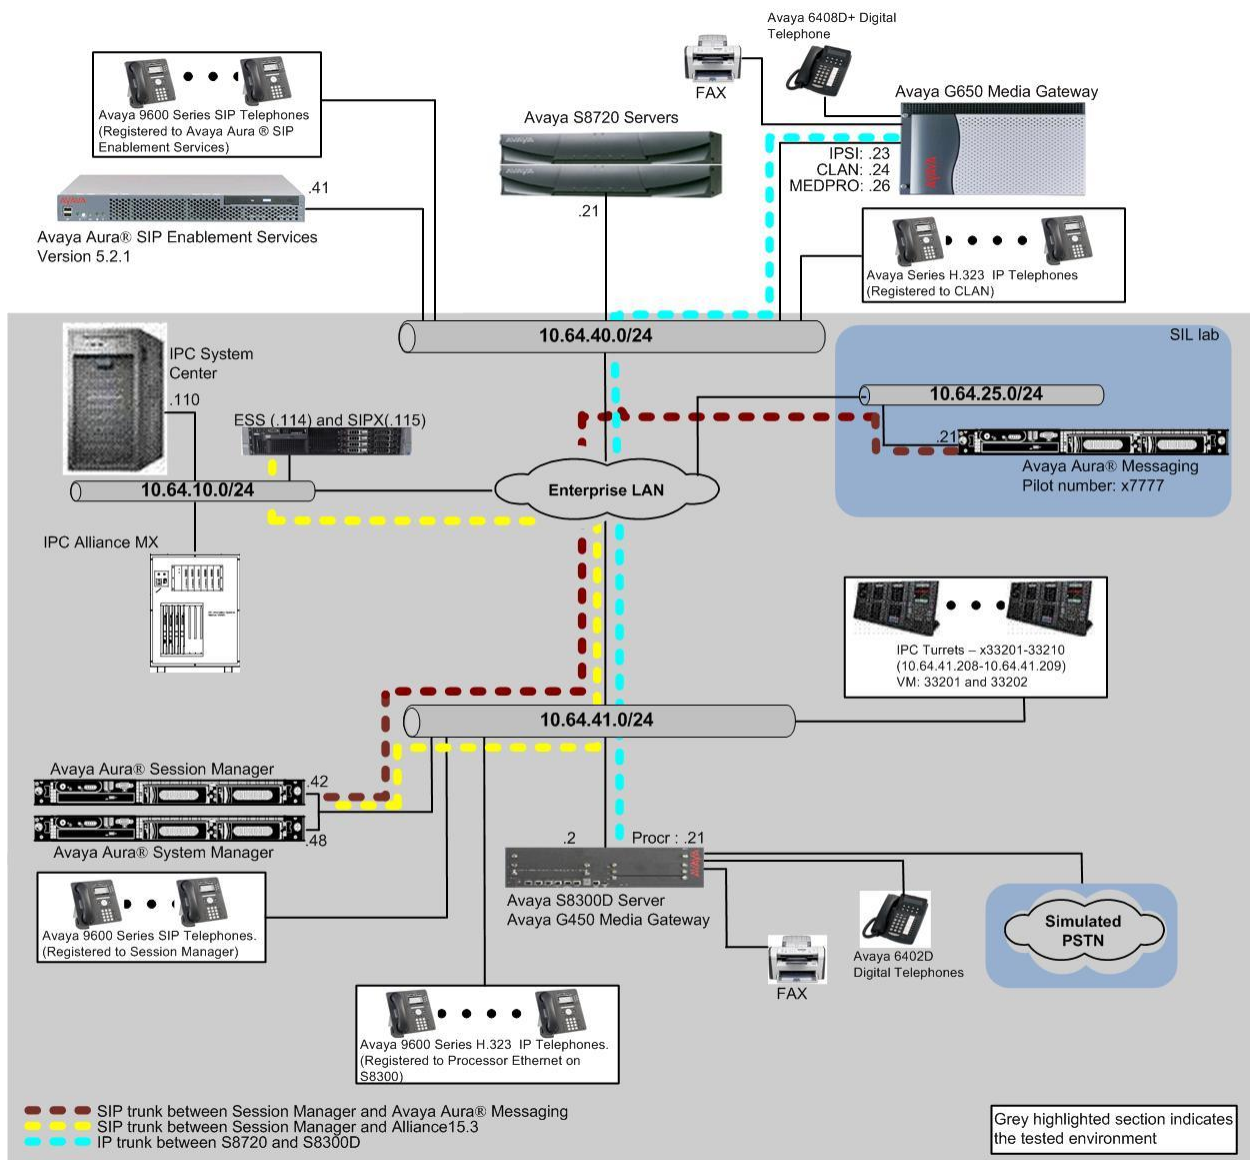 Avaya 6408D+ Digital
Telephone
FAX
Avaya G650 Media Gateway
Avaya 9600 Series SIP Telephones
(Registered to Avaya Aura ® SIP
Enablement Services)
Avaya S8720 Servers
AVAYA
AVAYA
.21
IPSI: .23
CLAN: .24
MEDPRO: .26
AVAYA
AVAYA
.41
Avaya Aura® SIP Enablement Services
Version 5.2.1
Avaya Series H.323 IP Telephones
(Registered to CLAN)
10.64.40.0/24
SIL lab
IPC System
Center
.110
ESS (.114) and SIPX(.115)
10.64.25.0/24
.21
Avaya Aura® Messaging
Pilot number: x7777
10.64.10.0/24
Enterprise LAN
IPC Alliance MX
IPC Turrets – x33201-33210
(10.64.41.208-10.64.41.209)
VM: 33201 and 33202
10.64.41.0/24
Avaya Aura® Session Manager
.42
.48
Avaya Aura® System Manager
.2
Procr : .21
AVAYA
Avaya S8300D Server
Avaya G450 Media Gateway
Avaya 9600 Series SIP Telephones.
(Registered to Session Manager)
Simulated
PSTN
Avaya 6402D
Digital Telephones
FAX
Avaya 9600 Series H.323 IP Telephones.
(Registered to Processor Ethernet on
S8300)
SIP trunk between Session Manager and Avaya Aura® Messaging
SIP trunk between Session Manager and Alliance15.3
IP trunk between S8720 and S8300D
Grey highlighted section indicates
the tested environment